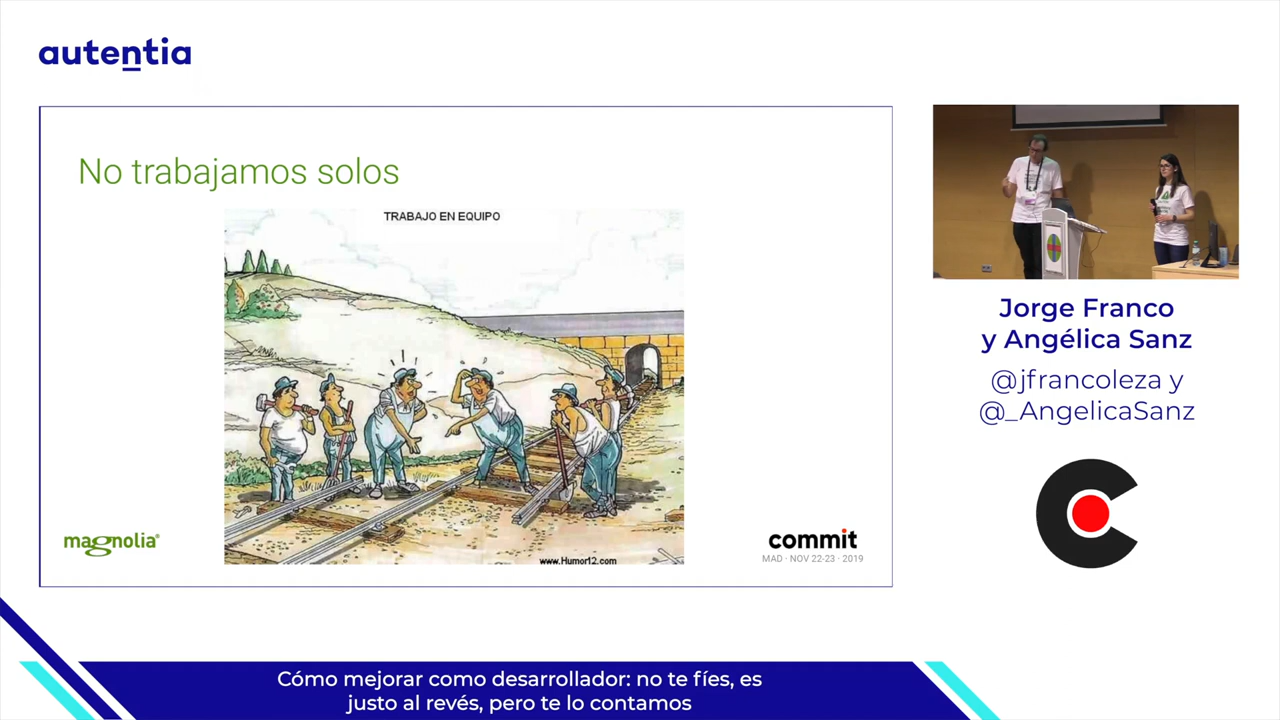 autentia
No trabajamos solos
TRABAJO EN EQUIPO
www.Humor12.com
magnolia®
commit
MAD · NOV 22-23 · 2019
Jorge Franco
y Angélica Sanz
@jfrancoleza y
@_AngelicaSanz
Cómo mejorar como desarrollador: no te fíes, es
justo al revés, pero te lo contamos